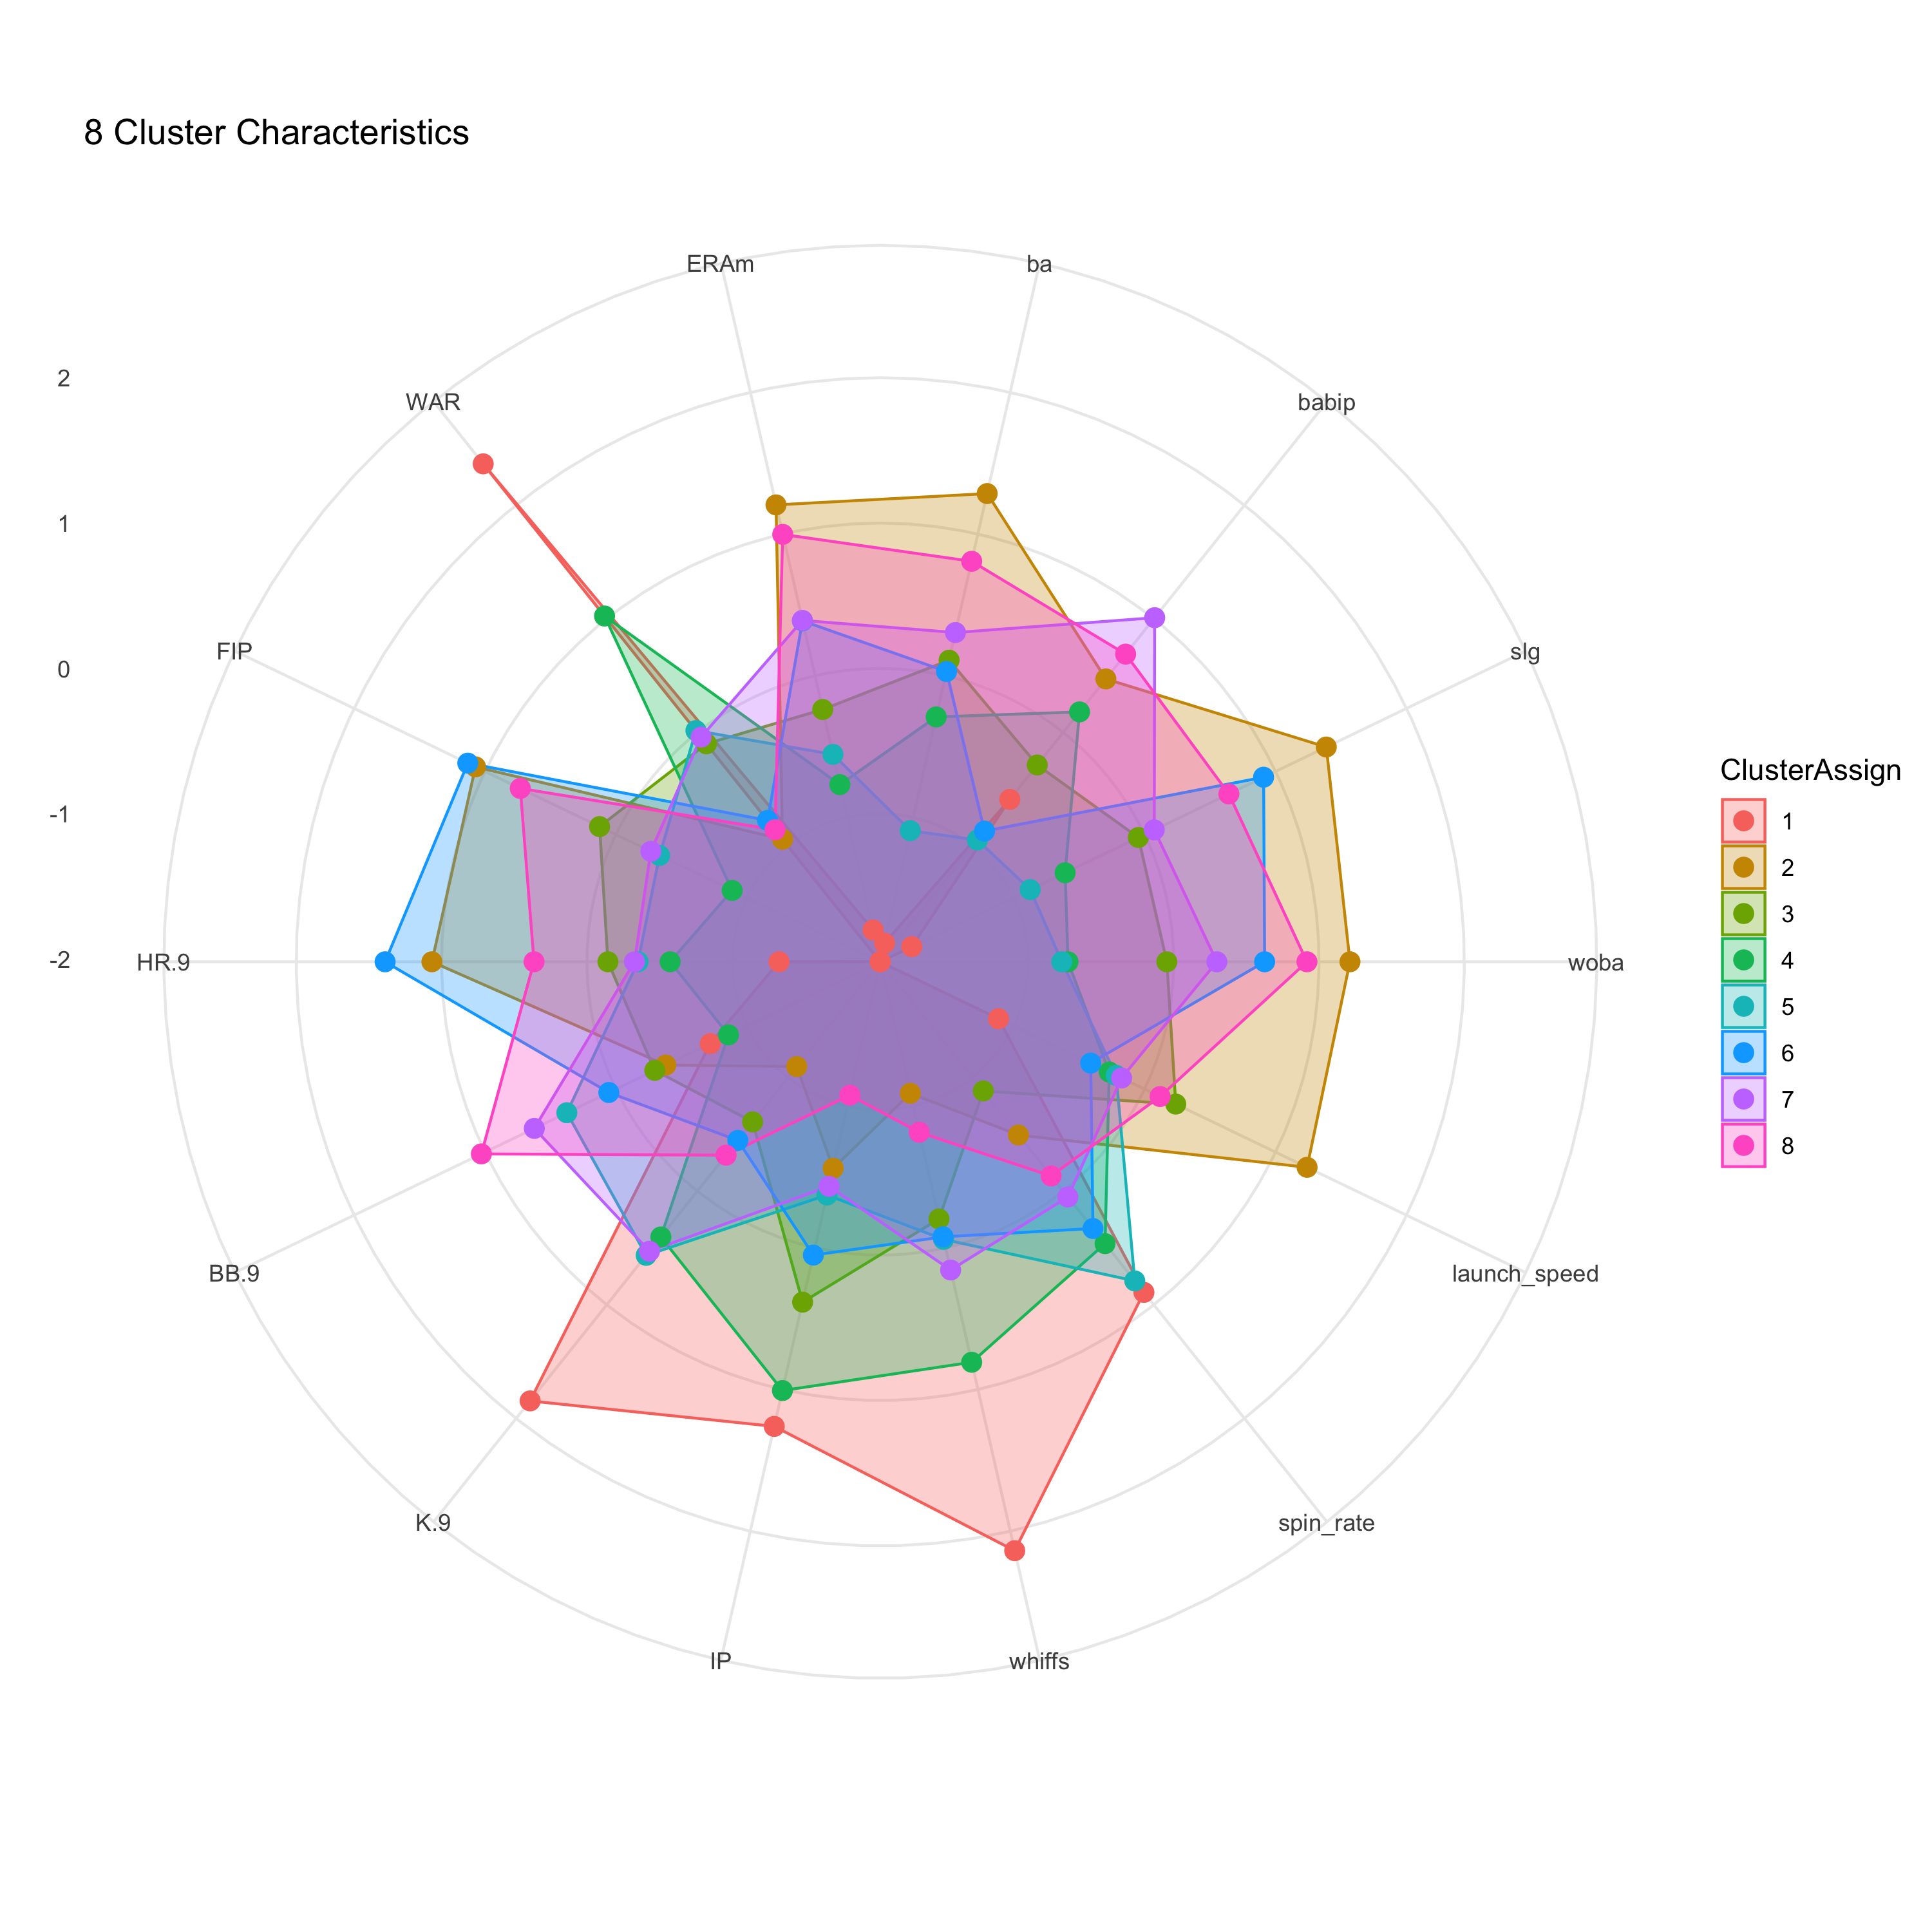 8 Cluster Characteristics
ERAm
ba
2
WAR
babip
1
FIP
slg
0
-1
ClusterAssign
1
2
3
-2
HR.9
woba
4
5
6
7
8
BB.9
launch_speed
K.9
spin_rate
IP
whiffs